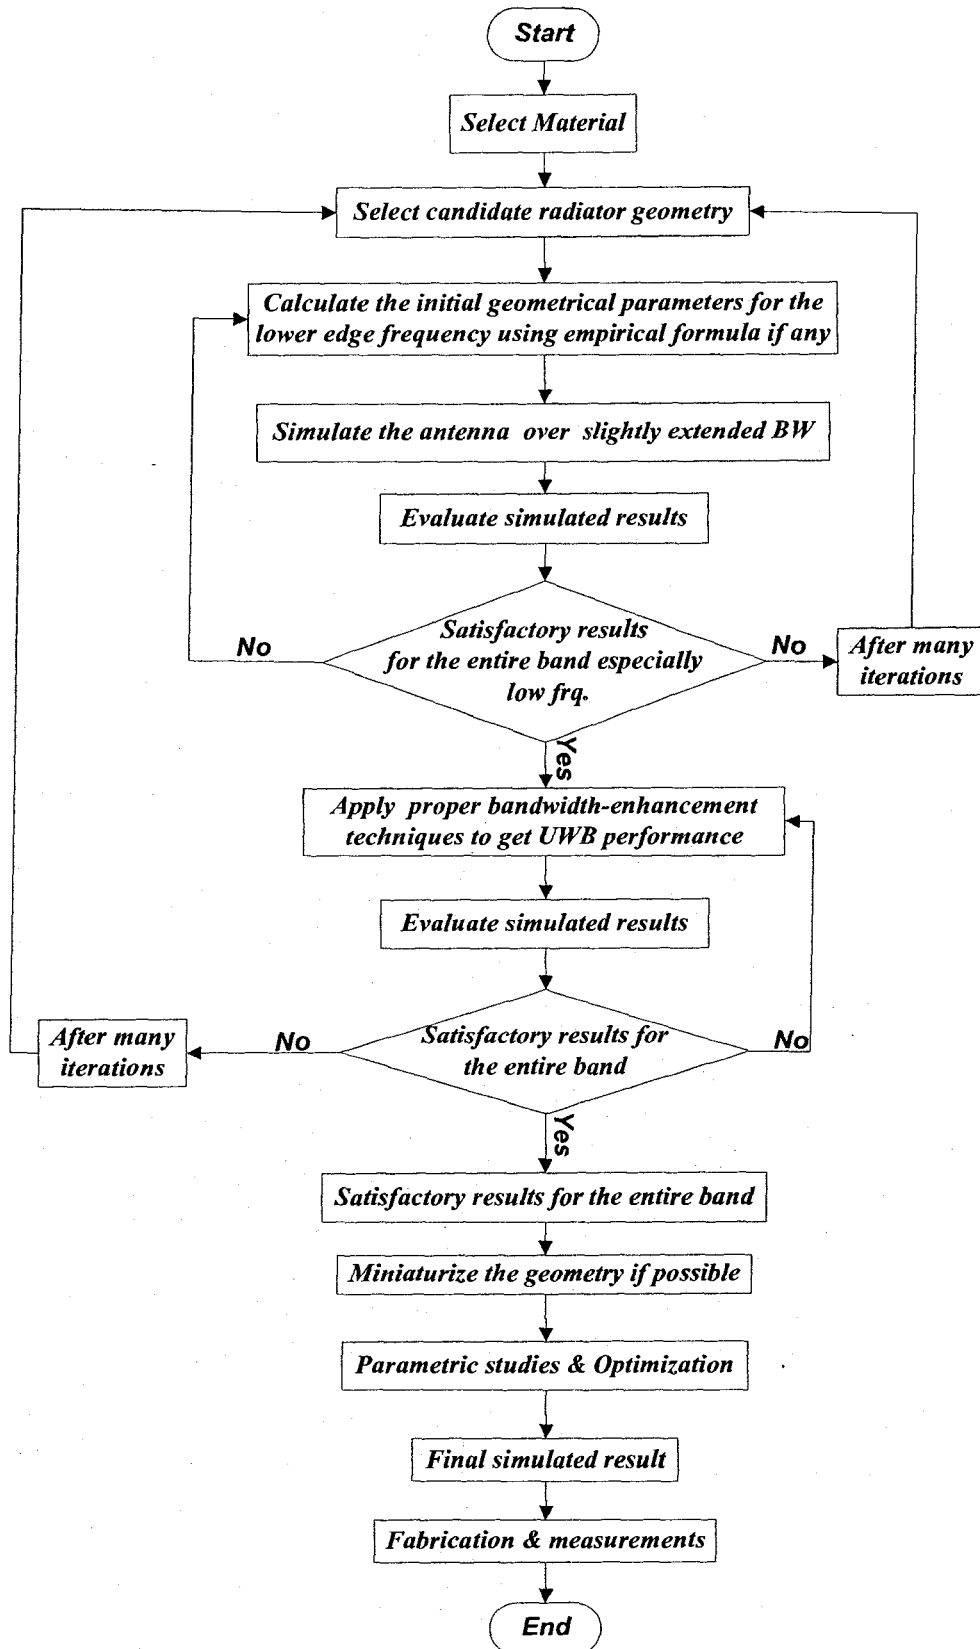 Start
Select Material
Select candidate radiator geometry
Calculate the initial geometrical parameters for the
lower edge frequency using empirical formula if any
Simulate the antenna over slightly extended BW
Evaluate simulated results
Satisfactory results
for the entire band especially
low frq.
No
No
After many
iterations
Yes
Apply proper bandwidth-enhancement
techniques to get UWB performance
Evaluate simulated results
Satisfactory results for
the entire band
No
No
After many
iterations
Yes
Satisfactory results for the entire band
Miniaturize the geometry if possible
Parametric studies & Optimization
Final simulated result
Fabrication & measurements
End